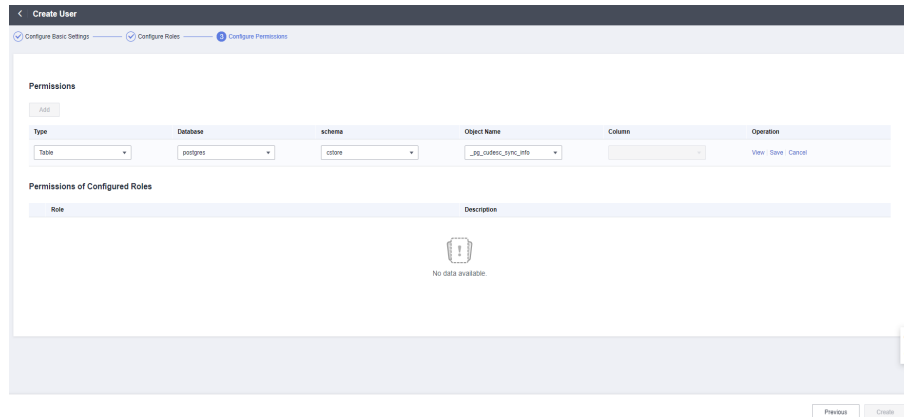 Create User
Configure Basic Settings Configure Roles 3 Configure Permissions
Permissions
Add
Type Database schema Object Name Column Operation
Table postgres cstore _pg_cudesc_sync_info View Save Cancel
Permissions of Configured Roles
Role Description
No data available.
Previous Create